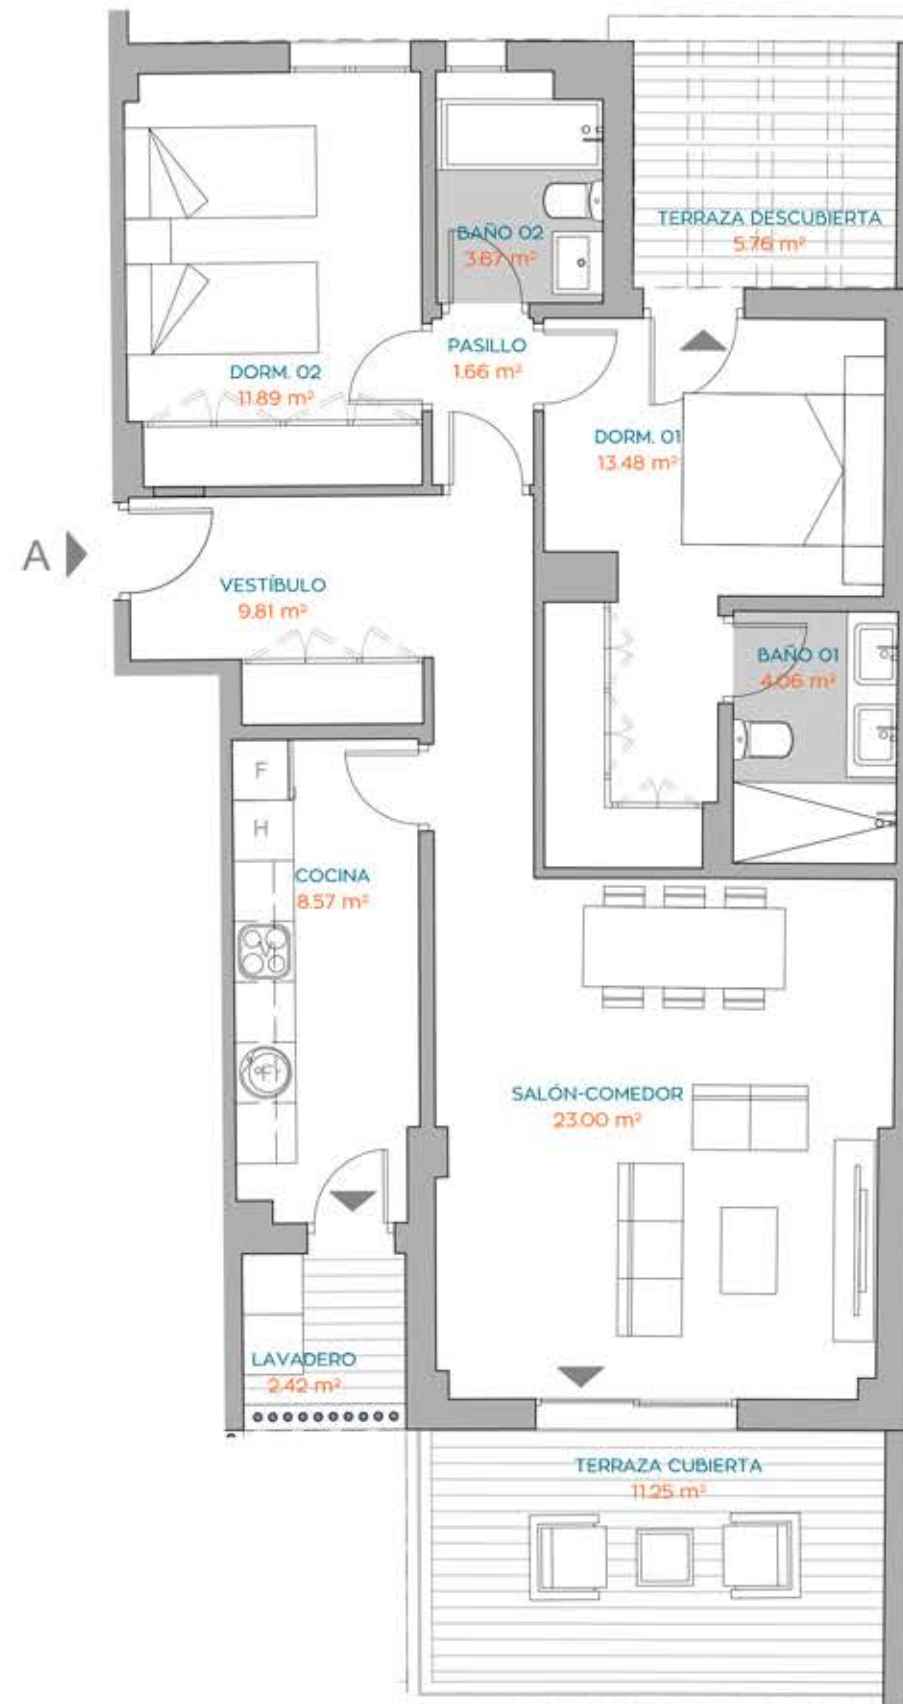 TERRAZA DESCUBIERTA
5.76 m²
BAÑO 02
3.87 m²
PASILLO
1.66 m²
DORM. 02
11.89 m²
DORM. 01
13.48 m²
A
VESTÍBULO
9.81 m²
BAÑO 01
4.06 m²
F
H
COCINA
8.57 m²
SALÓN-COMEDOR
23.00 m²
LAVADERO
2.42 m²
TERRAZA CUBIERTA
11.25 m²